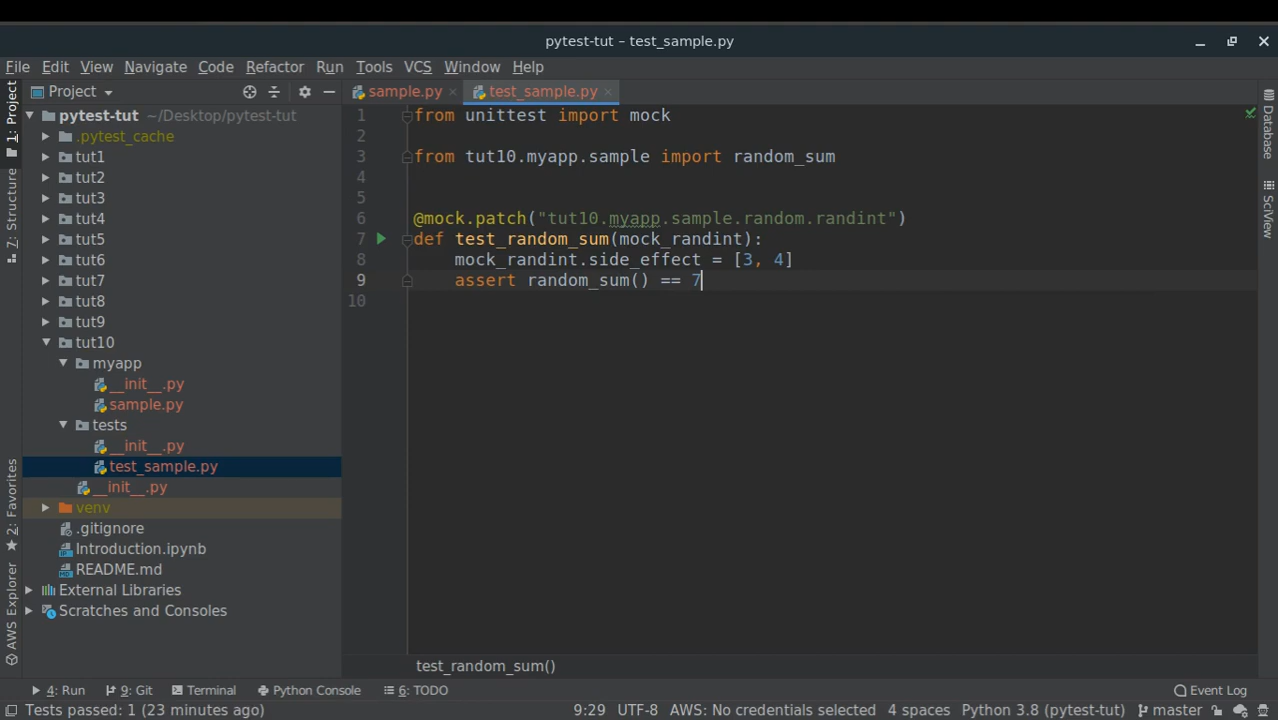 pytest-tut – test_sample.py
File Edit View Navigate Code Refactor Run Tools VCS Window Help
Project
sample.py
test_sample.py
1: Project
Z: Structure
2: Favorites
AWS Explorer
pytest-tut ~/Desktop/pytest-tut
.pytest_cache
tut1
tut2
tut3
tut4
tut5
tut6
tut7
tut8
tut9
tut10
myapp
__init__.py
sample.py
tests
__init__.py
test_sample.py
__init__.py
venv
.gitignore
Introduction.ipynb
README.md
External Libraries
Scratches and Consoles
1 from unittest import mock
2
3 from tut10.myapp.sample import random_sum
4
5
6 @mock.patch("tut10.myapp.sample.random.randint")
7 def test_random_sum(mock_randint):
8 mock_randint.side_effect = [3, 4]
9 assert random_sum() == 7
10
Database
SciView
test_random_sum()
4: Run 9: Git Terminal Python Console 6: TODO Event Log
Tests passed: 1 (23 minutes ago) 9:29 UTF-8 AWS: No credentials selected 4 spaces Python 3.8 (pytest-tut) master